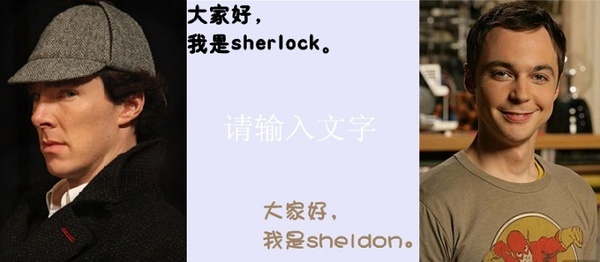 大家好，
我是sherlock。
请输入文字
大家好，
我是sheldon。